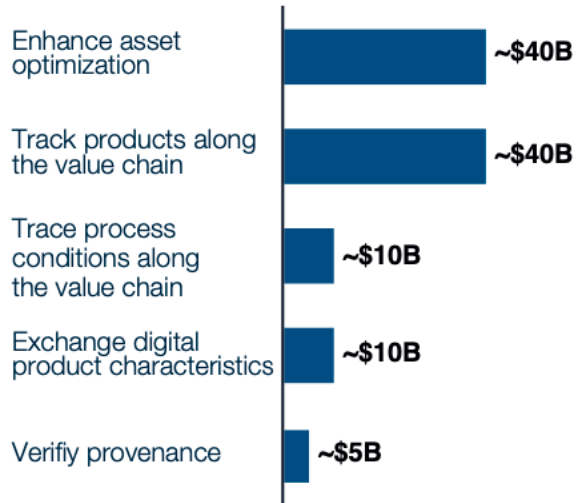 Enhance asset
optimization
~$40B
Track products along
the value chain
~$40B
Trace process
conditions along
the value chain
~$10B
Exchange digital
product characteristics
~$10B
Verifiy provenance
~$5B